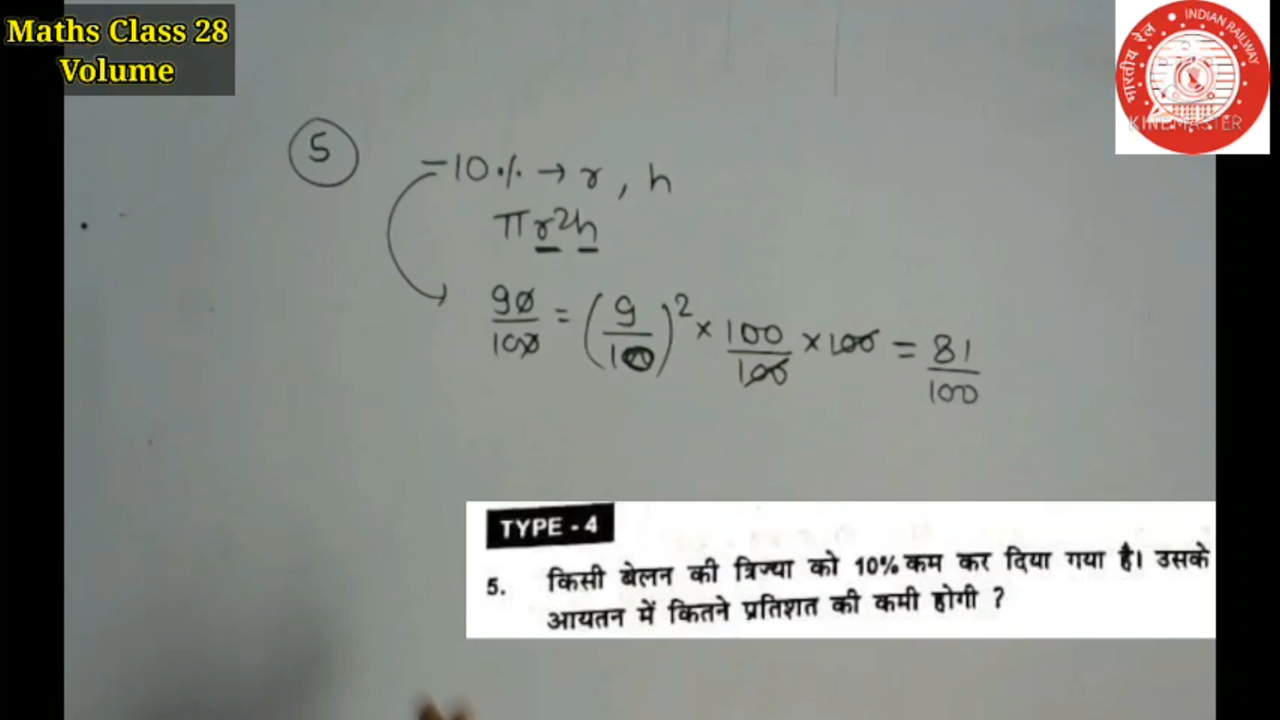 Maths Class 28
Volume
भारतीय रेल INDIAN RAILWAY
KINEMASTER
5
-10% → r, h
πr2h
90/100 = (9/10)² × 100/100 × 100 = 81/100
TYPE - 4
5. किसी बेलन की त्रिज्या को 10% कम कर दिया गया है। उसके
आयतन में कितने प्रतिशत की कमी होगी ?